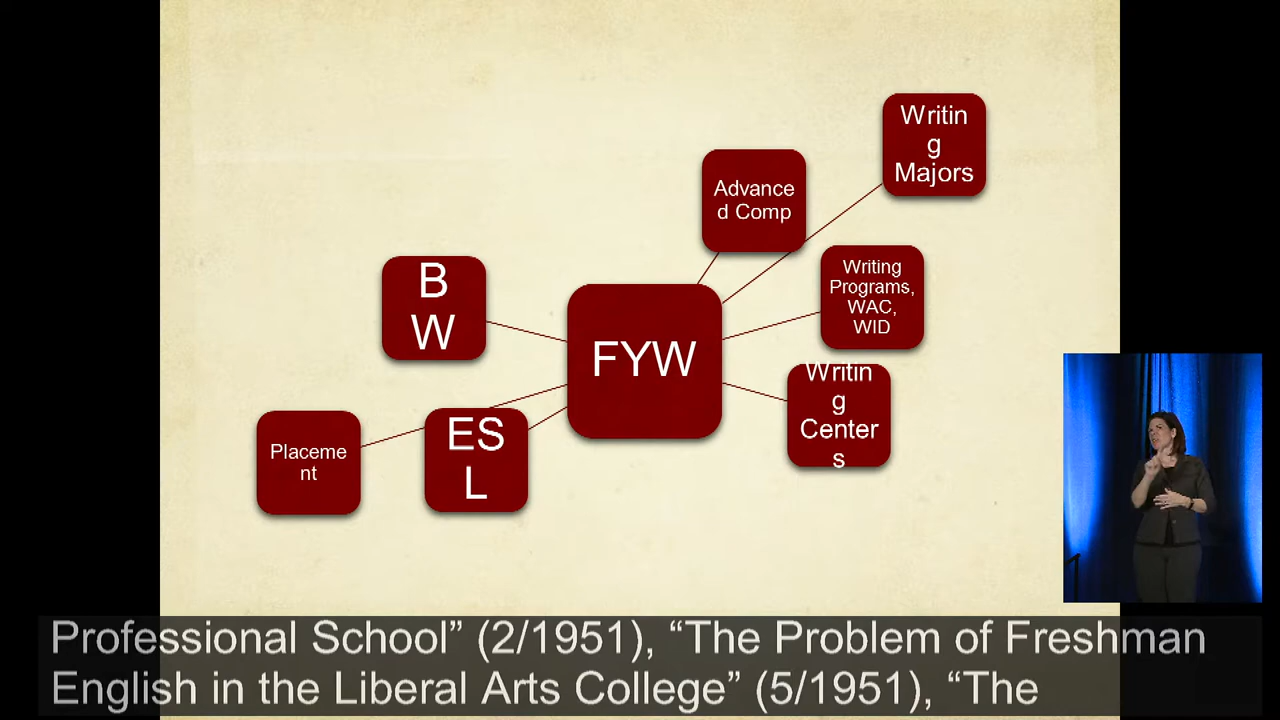 Writin
g
Majors
Advance
d Comp
Writing
Programs,
WAC,
WID
B
W
FYW
Writin
g
Center
s
ES
L
Placeme
nt
Professional School” (2/1951), “The Problem of Freshman
English in the Liberal Arts College” (5/1951), “The